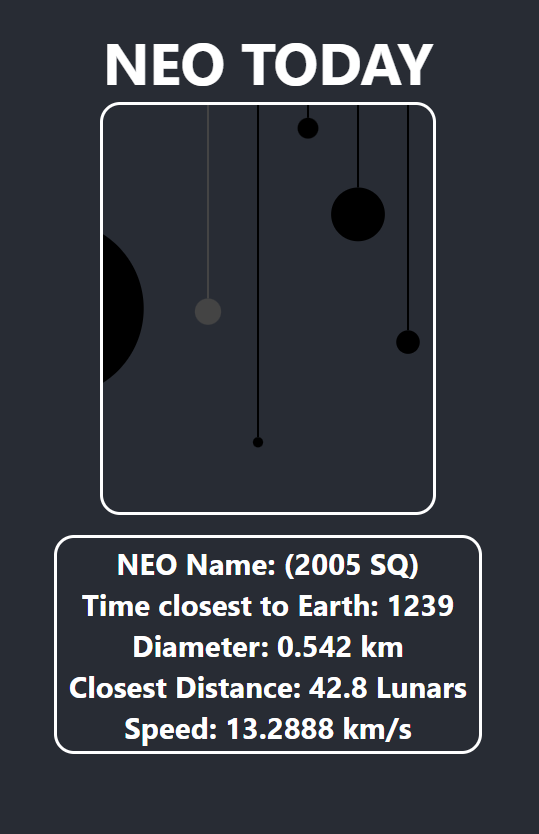 NEO TODAY
NEO Name: (2005 SQ)
Time closest to Earth: 1239
Diameter: 0.542 km
Closest Distance: 42.8 Lunars
Speed: 13.2888 km/s